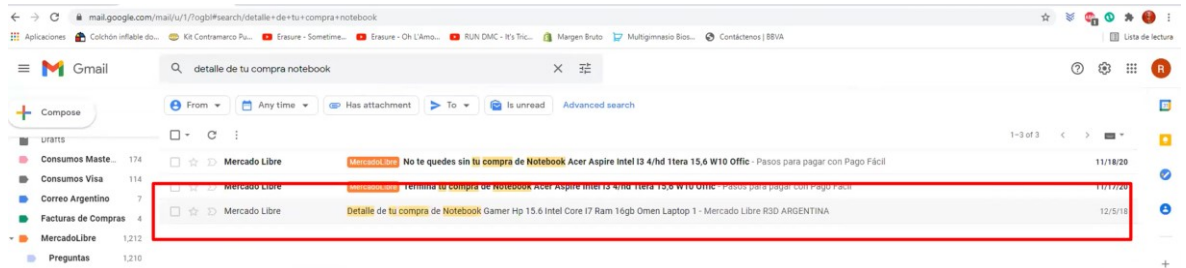 mail.google.com/mail/u/1/?ogbl#search/detalle+de+tu+compra+notebook
Aplicaciones Colchón inflable do... Kit Contramarco Pu... Erasure - Sometime... Erasure - Oh L'Amo... RUN DMC - It's Tric... Margen Bruto Multigimnasio Bios... Contáctenos | BBVA Lista de lectura
Gmail detalle de tu compra notebook R
Compose From Any time Has attachment To Is unread Advanced search
Drafts 1–3 of 3
Consumos Maste... 174 Mercado Libre MercadoLibre No te quedes sin tu compra de Notebook Acer Aspire Intel I3 4/hd 1tera 15,6 W10 Offic - Pasos para pagar con Pago Fácil 11/18/20
Consumos Visa 114 Mercado Libre MercadoLibre Termina tu compra de Notebook Acer Aspire Intel I3 4/hd 1tera 15,6 W10 Offic - Pasos para pagar con Pago Fácil 11/17/20
Correo Argentino 7
Facturas de Compras 4 Mercado Libre Detalle de tu compra de Notebook Gamer Hp 15.6 Intel Core I7 Ram 16gb Omen Laptop 1 - Mercado Libre R3D ARGENTINA 12/5/18
MercadoLibre 1,212
Preguntas 1,210